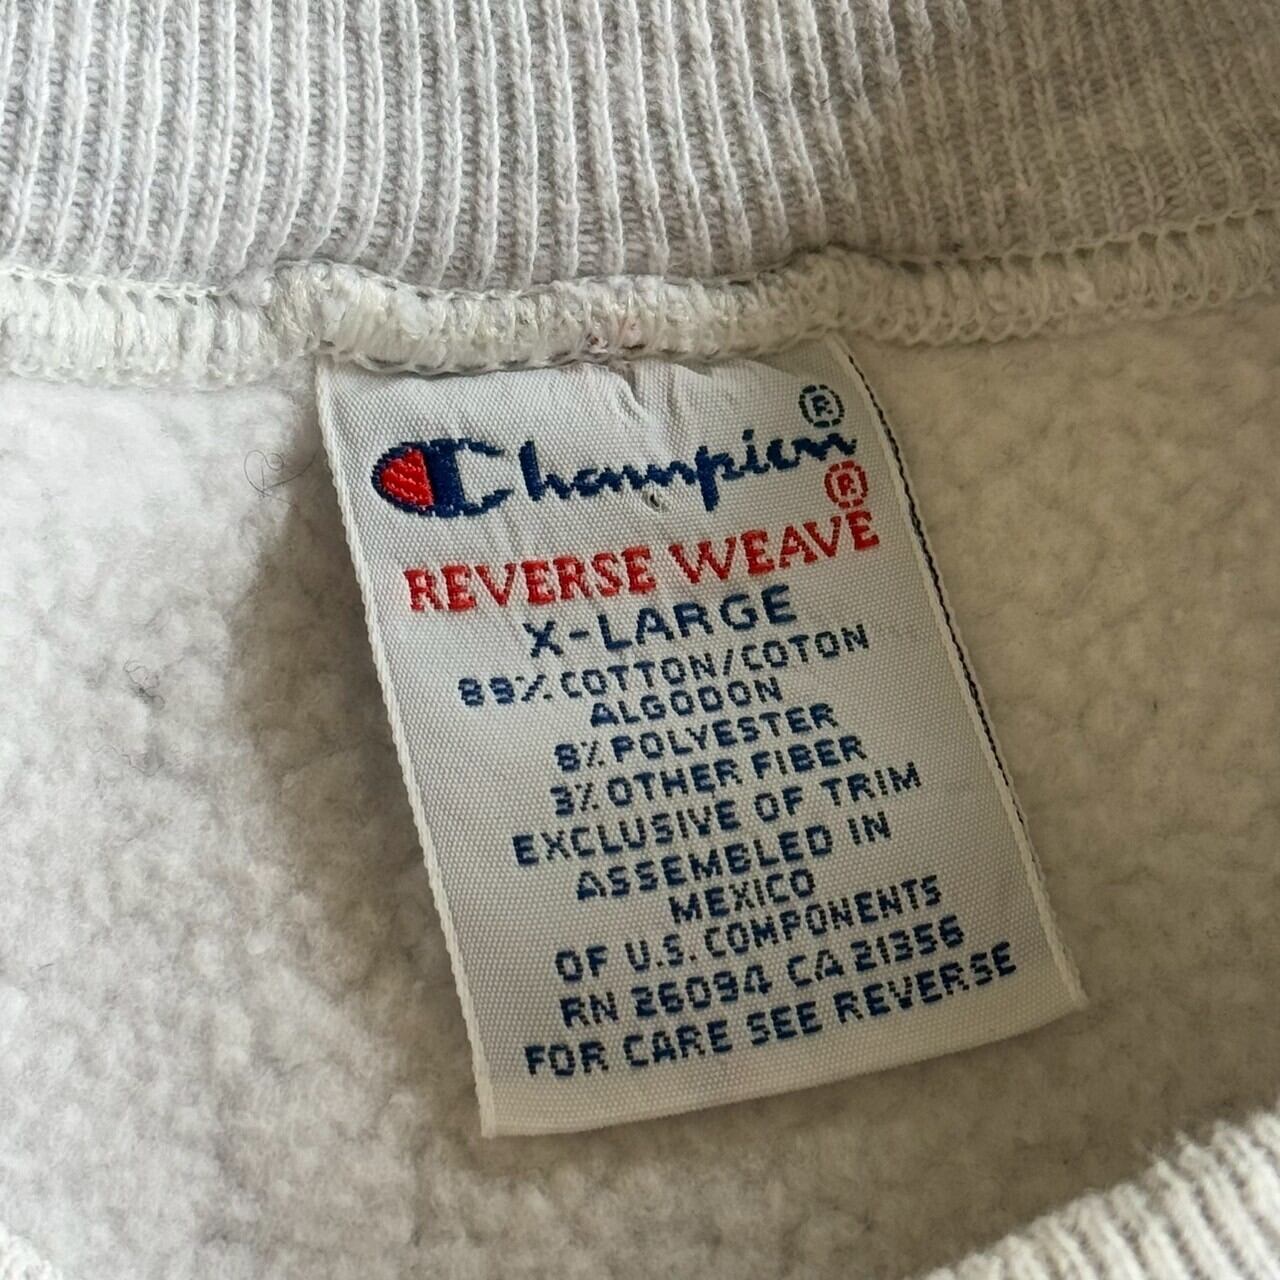 Champion®
REVERSE WEAVE®
X-LARGE
89% COTTON/COTON
ALGODON
8% POLYESTER
3% OTHER FIBER
EXCLUSIVE OF TRIM
ASSEMBLED IN
MEXICO
OF U.S. COMPONENTS
RN 26094 CA 21356
FOR CARE SEE REVERSE